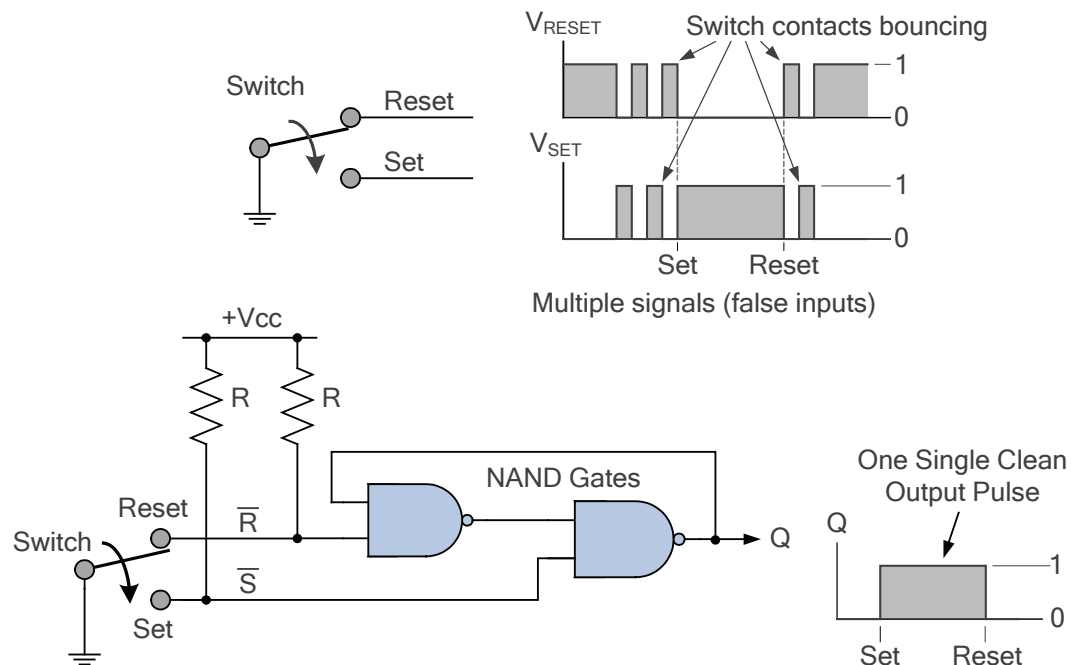 V_RESET
Switch contacts bouncing
1
0
Switch
Reset
Set
V_SET
1
0
Set
Reset
Multiple signals (false inputs)
+Vcc
R
R
NAND Gates
Reset
R̅
Switch
S̅
Set
Q
One Single Clean
Output Pulse
Q
1
0
Set
Reset